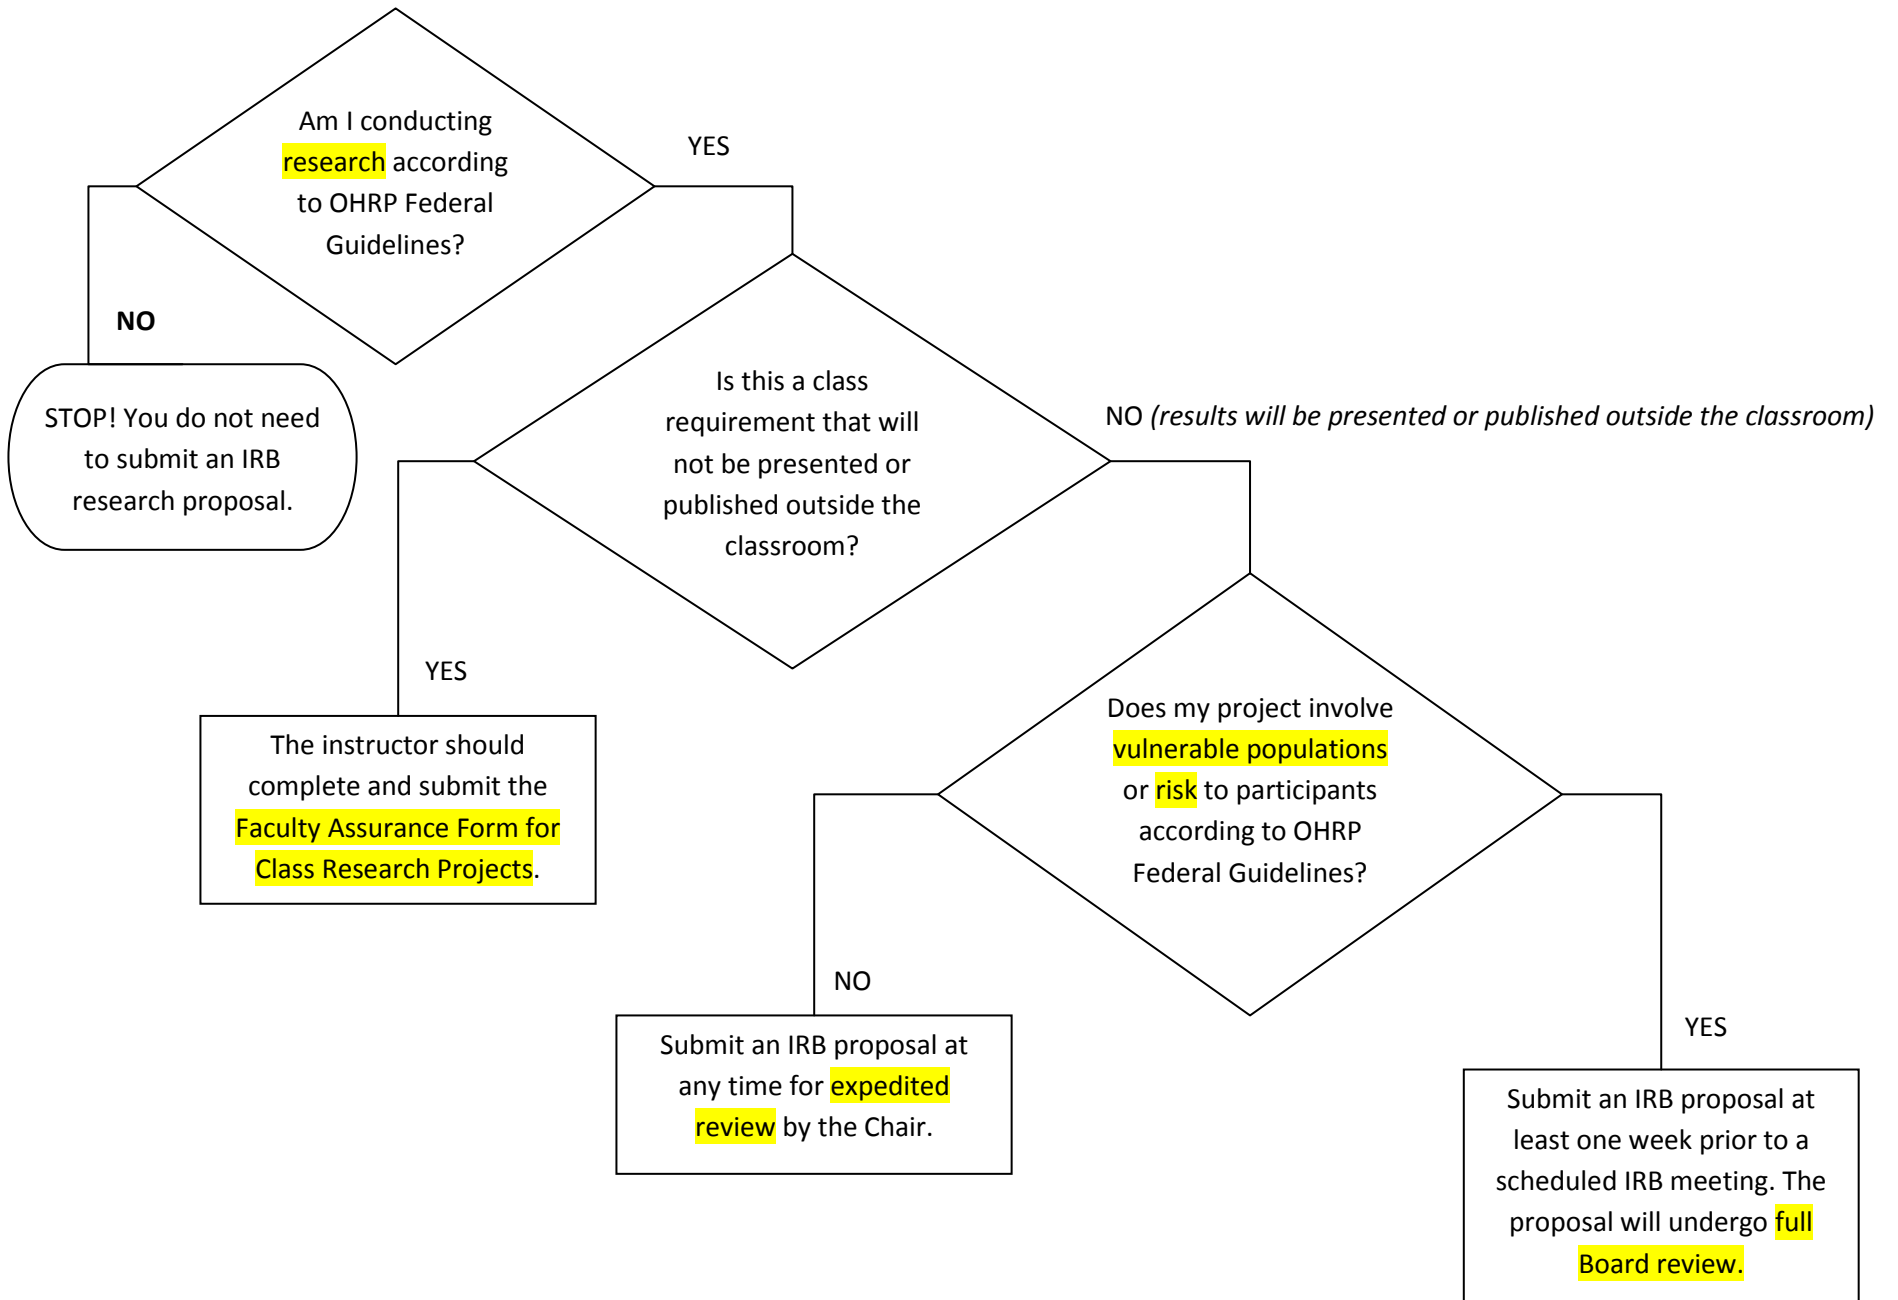 Am I conducting
research according
to OHRP Federal
Guidelines?
YES
NO
STOP! You do not need
to submit an IRB
research proposal.
Is this a class
requirement that will
not be presented or
published outside the
classroom?
NO (results will be presented or published outside the classroom)
YES
The instructor should
complete and submit the
Faculty Assurance Form for
Class Research Projects.
Does my project involve
vulnerable populations
or risk to participants
according to OHRP
Federal Guidelines?
NO
Submit an IRB proposal at
any time for expedited
review by the Chair.
YES
Submit an IRB proposal at
least one week prior to a
scheduled IRB meeting. The
proposal will undergo full
Board review.